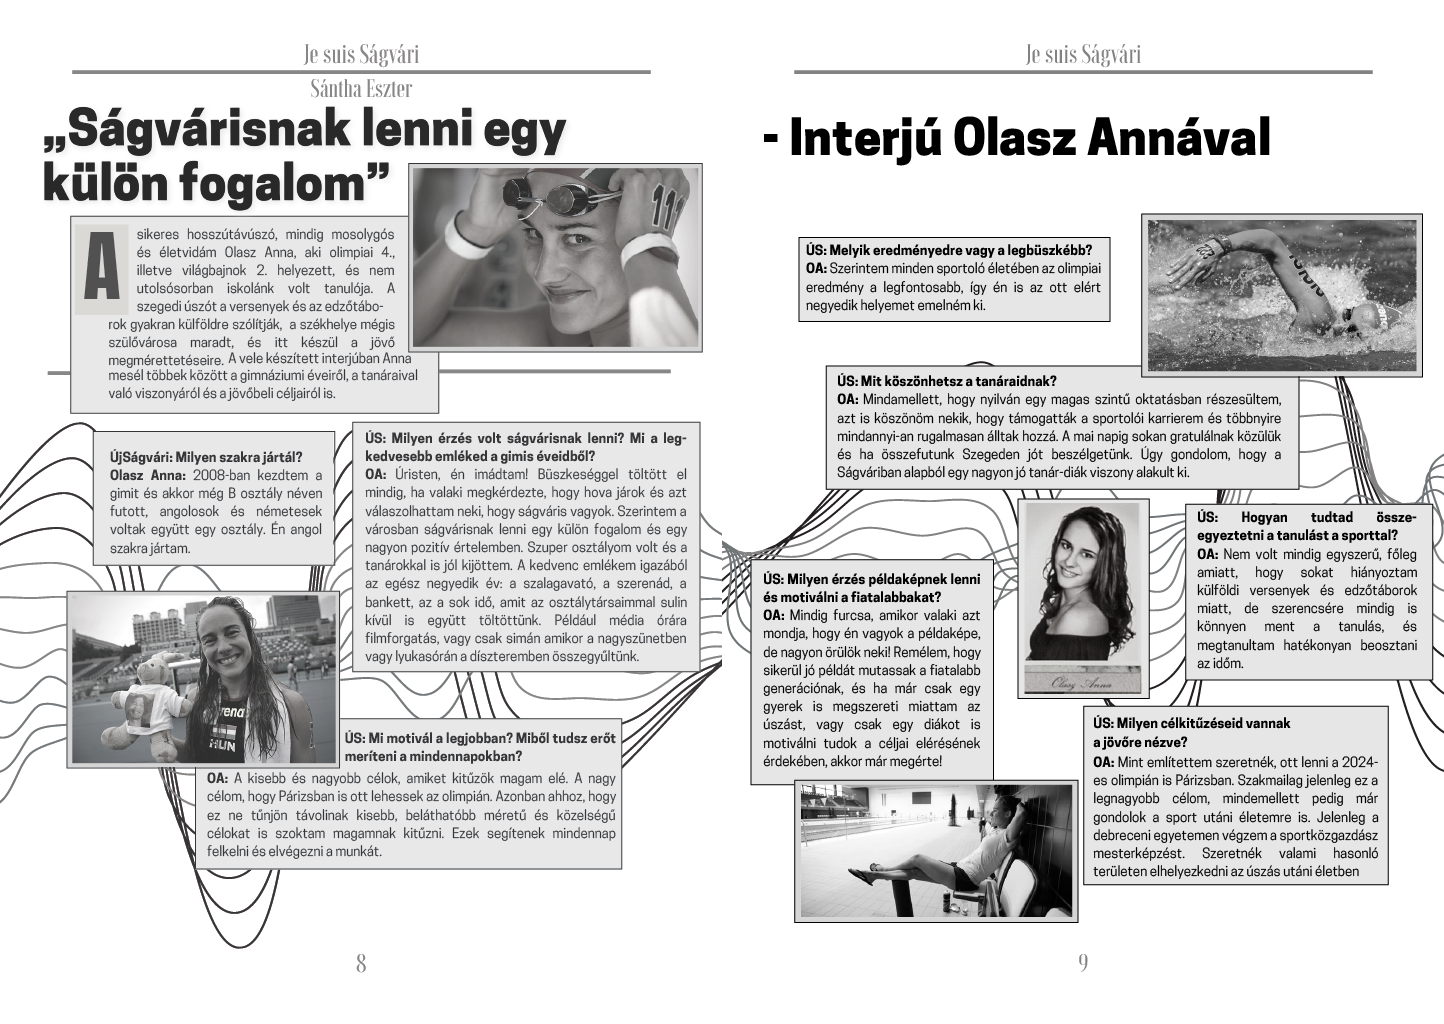 Je suis Ságvári
Sántha Eszter
„Ságvárisnak lenni egy
külön fogalom”
11
A
sikeres hosszútávúszó, mindig mosolygós
és életvidám Olasz Anna, aki olimpiai 4.,
illetve világbajnok 2. helyezett, és nem
utolsósorban iskolánk volt tanulója. A
szegedi úszót a versenyek és az edzőtábo-
rok gyakran külföldre szólítják, a székhelye mégis
szülővárosa maradt, és itt készül a jövő
megmérettetéseire. A vele készített interjúban Anna
mesél többek között a gimnáziumi éveiről, a tanáraival
való viszonyáról és a jövőbeli céljairól is.
ÚjSágvári: Milyen szakra jártál?
Olasz Anna: 2008-ban kezdtem a
gimit és akkor még B osztály néven
futott, angolosok és németesek
voltak együtt egy osztály. Én angol
szakra jártam.
ÚS: Milyen érzés volt ságvárisnak lenni? Mi a leg-
kedvesebb emléked a gimis éveidből?
OA: Úristen, én imádtam! Büszkeséggel töltött el
mindig, ha valaki megkérdezte, hogy hova járok és azt
válaszolhattam neki, hogy ságváris vagyok. Szerintem a
városban ságvárisnak lenni egy külön fogalom és egy
nagyon pozitív értelemben. Szuper osztályom volt és a
tanárokkal is jól kijöttem. A kedvenc emlékem igazából
az egész negyedik év: a szalagavató, a szerenád, a
bankett, az a sok idő, amit az osztálytársaimmal sulin
kívül is együtt töltöttünk. Például média órára
filmforgatás, vagy csak simán amikor a nagyszünetben
vagy lyukasórán a díszteremben összegyűltünk.
arena
HUN
ÚS: Mi motivál a legjobban? Miből tudsz erőt
meríteni a mindennapokban?
OA: A kisebb és nagyobb célok, amiket kitűzök magam elé. A nagy
célom, hogy Párizsban is ott lehessek az olimpián. Azonban ahhoz, hogy
ez ne tűnjön távolinak kisebb, beláthatóbb méretű és közelségű
célokat is szoktam magamnak kitűzni. Ezek segítenek mindennap
felkelni és elvégezni a munkát.
8
Je suis Ságvári
- Interjú Olasz Annával
ÚS: Melyik eredményedre vagy a legbüszkébb?
OA: Szerintem minden sportoló életében az olimpiai
eredmény a legfontosabb, így én is az ott elért
negyedik helyemet emelném ki.
ÚS: Mit köszönhetsz a tanáraidnak?
OA: Mindamellett, hogy nyilván egy magas szintű oktatásban részesültem,
azt is köszönöm nekik, hogy támogatták a sportolói karrierem és többnyire
mindannyi-an rugalmasan álltak hozzá. A mai napig sokan gratulálnak közülük
és ha összefutunk Szegeden jót beszélgetünk. Úgy gondolom, hogy a
Ságváriban alapból egy nagyon jó tanár-diák viszony alakult ki.
ÚS: Milyen érzés példaképnek lenni
és motiválni a fiatalabbakat?
OA: Mindig furcsa, amikor valaki azt
mondja, hogy én vagyok a példaképe,
de nagyon örülök neki! Remélem, hogy
sikerül jó példát mutassak a fiatalabb
generációnak, és ha már csak egy
gyerek is megszereti miattam az
úszást, vagy csak egy diákot is
motiválni tudok a céljai elérésének
érdekében, akkor már megérte!
Olasz Anna
ÚS: Hogyan tudtad össze-
egyeztetni a tanulást a sporttal?
OA: Nem volt mindig egyszerű, főleg
amiatt, hogy sokat hiányoztam
külföldi versenyek és edzőtáborok
miatt, de szerencsére mindig is
könnyen ment a tanulás, és
megtanultam hatékonyan beosztani
az időm.
ÚS: Milyen célkitűzéseid vannak
a jövőre nézve?
OA: Mint említettem szeretnék, ott lenni a 2024-
es olimpián is Párizsban. Szakmailag jelenleg ez a
legnagyobb célom, mindemellett pedig már
gondolok a sport utáni életemre is. Jelenleg a
debreceni egyetemen végzem a sportközgazdász
mesterképzést. Szeretnék valami hasonló
területen elhelyezkedni az úszás utáni életben
9